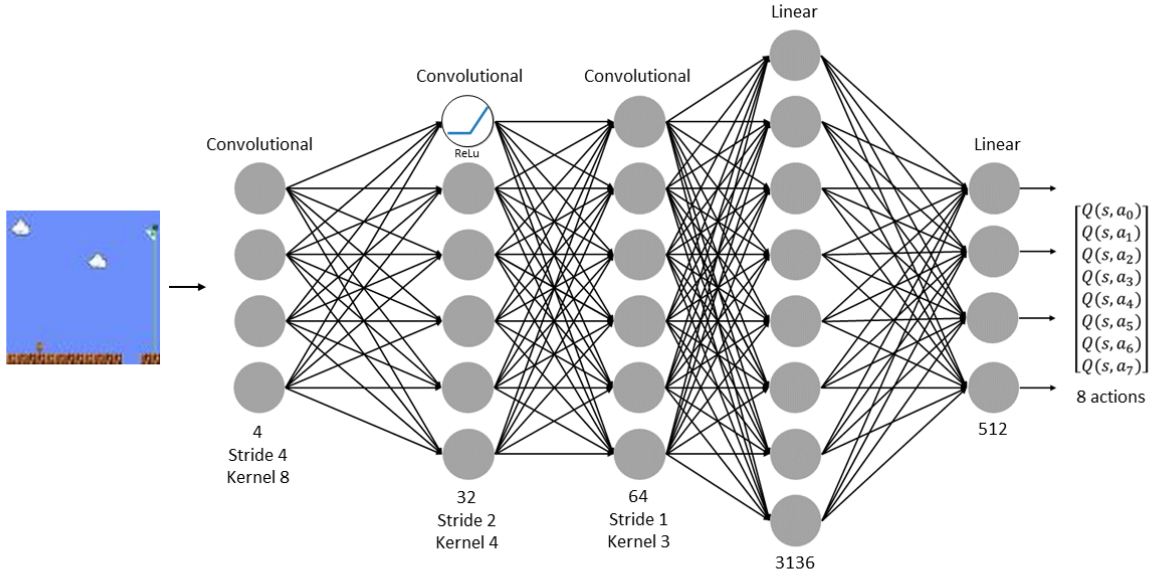 Linear
Convolutional
Convolutional
Convolutional
ReLu
Linear
4
Stride 4
Kernel 8
32
Stride 2
Kernel 4
64
Stride 1
Kernel 3
3136
512
Q(s, a₀)
Q(s, a₁)
Q(s, a₂)
Q(s, a₃)
Q(s, a₄)
Q(s, a₅)
Q(s, a₆)
Q(s, a₇)
8 actions